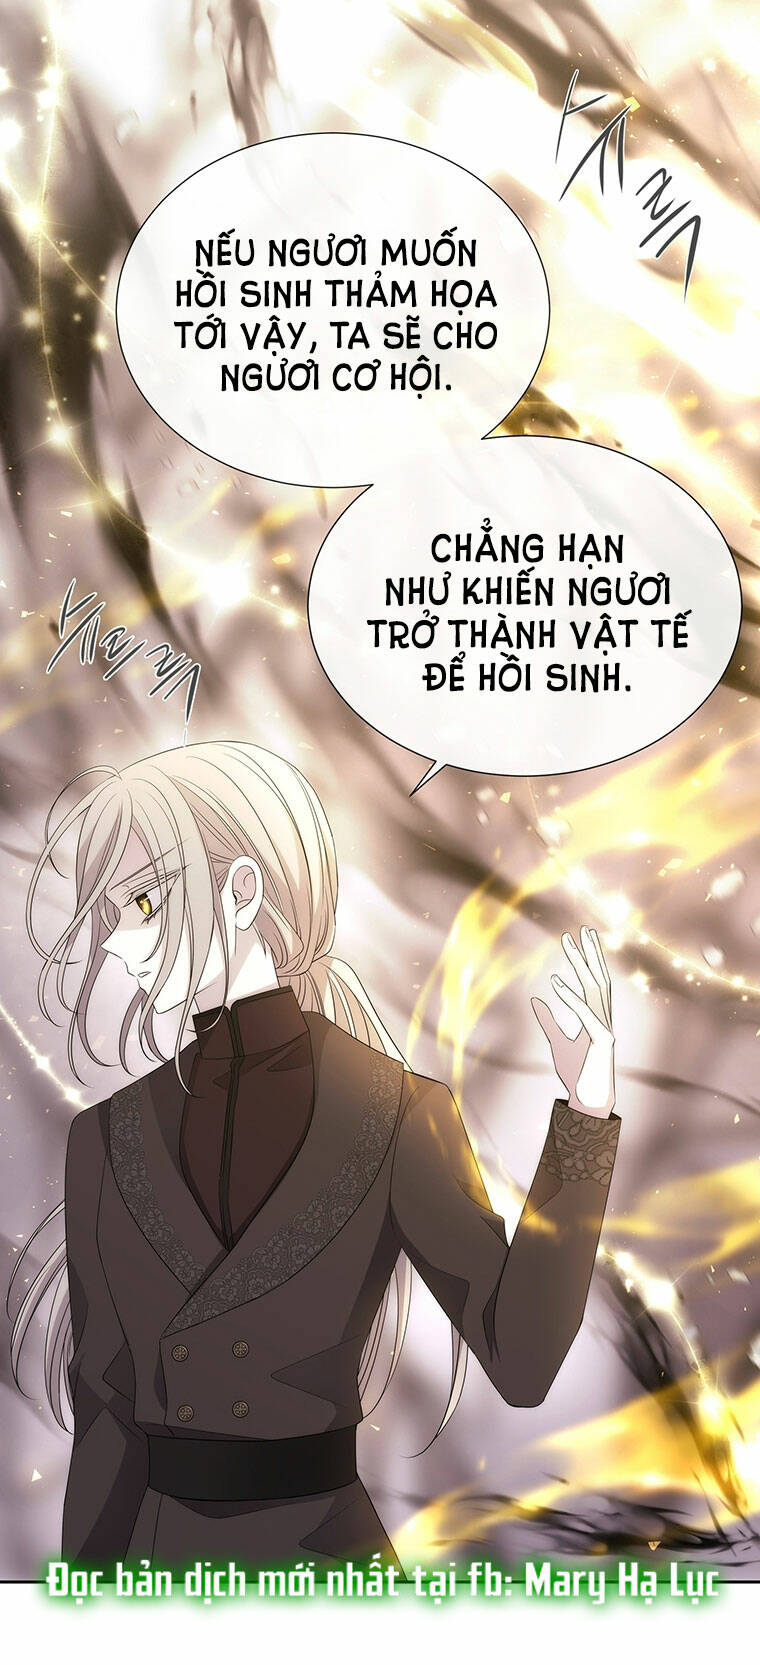 NẾU NGƯƠI MUỐN
HỒI SINH THẢM HỌA
TỚI VẬY, TA SẼ CHO
NGƯƠI CƠ HỘI.
CHẲNG HẠN
NHƯ KHIẾN NGƯƠI
TRỞ THÀNH VẬT TẾ
ĐỂ HỒI SINH.
Đọc bản dịch mới nhất tại fb: Mary Hạ Lục